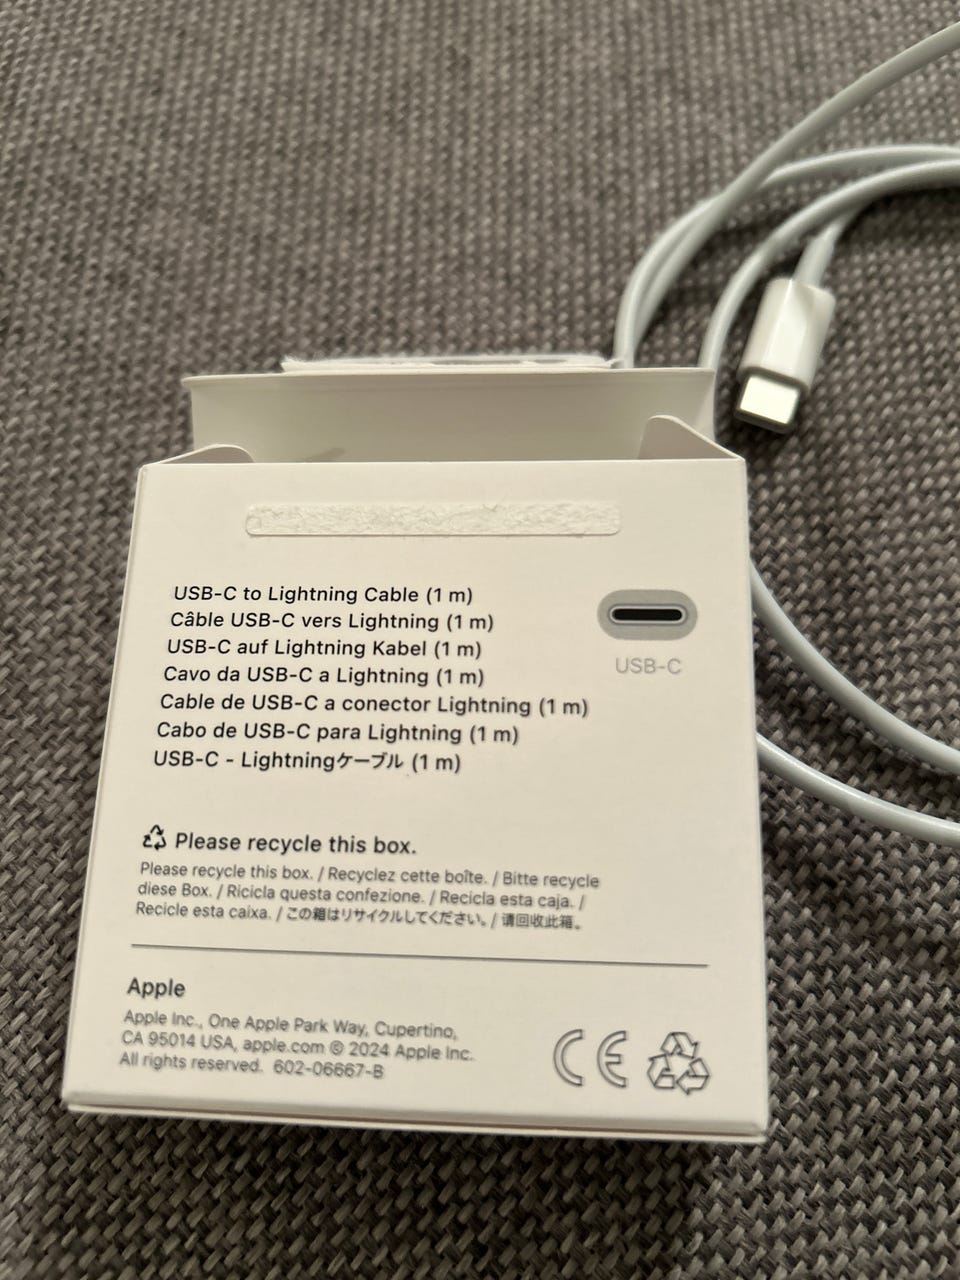 USB-C to Lightning Cable (1 m)
Câble USB-C vers Lightning (1 m)
USB-C auf Lightning Kabel (1 m)
Cavo da USB-C a Lightning (1 m)
Cable de USB-C a conector Lightning (1 m)
Cabo de USB-C para Lightning (1 m)
USB-C - Lightningケーブル (1 m)
USB-C
Please recycle this box.
Please recycle this box. / Recyclez cette boîte. / Bitte recycle
diese Box. / Ricicla questa confezione. / Recicla esta caja. /
Recicle esta caixa. / この箱はリサイクルしてください。/ 请回收此箱。
Apple
Apple Inc., One Apple Park Way, Cupertino,
CA 95014 USA, apple.com © 2024 Apple Inc.
All rights reserved. 602-06667-B
CE